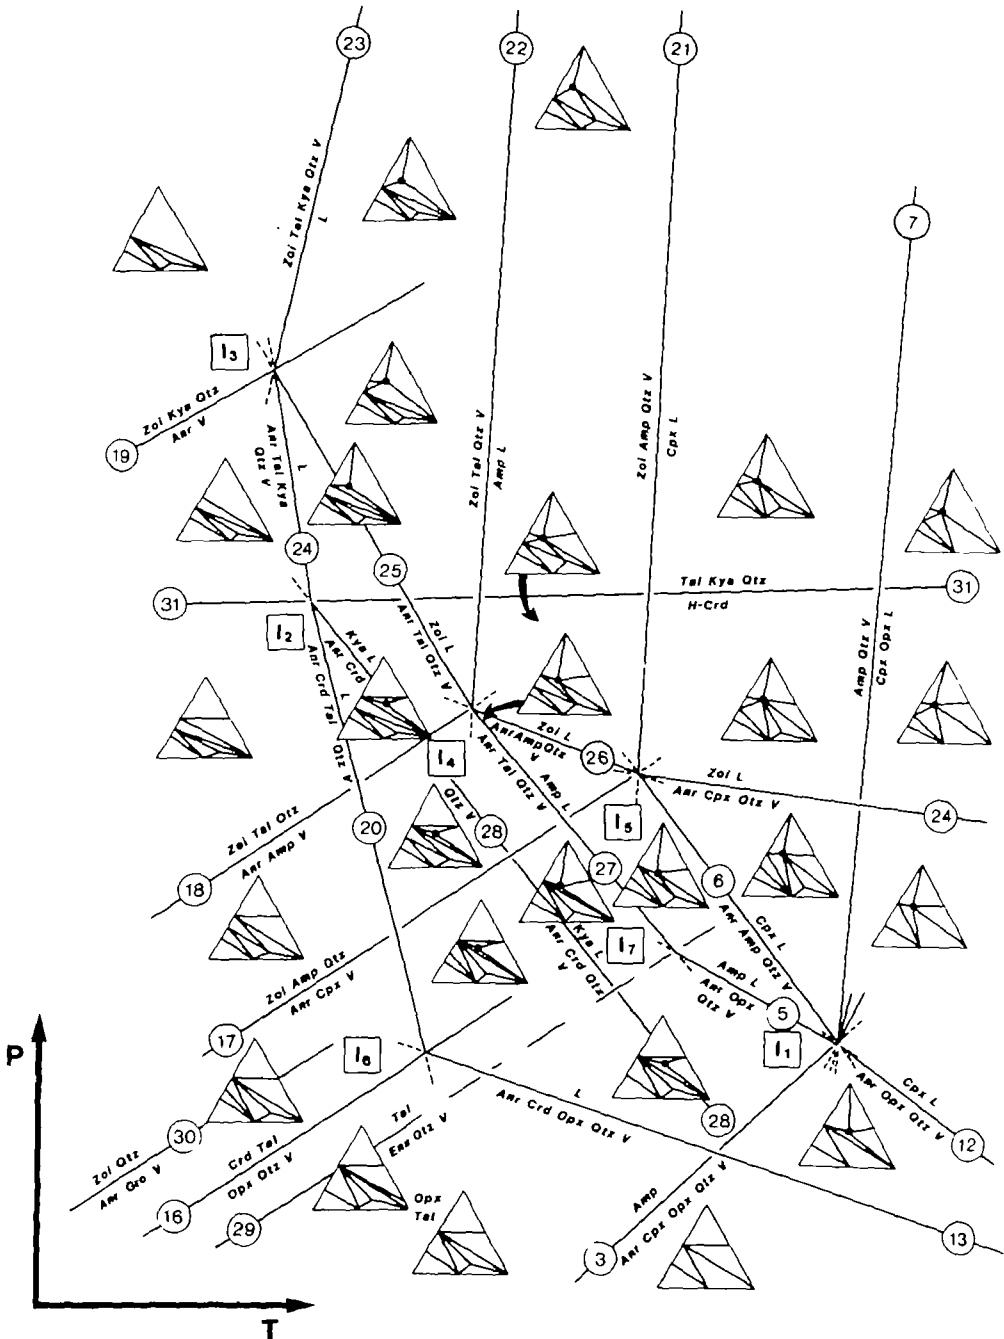 23
22
21
7
Zoi Tal Kya Qtz V
L
I3
Zoi Kya Qtz
Anr V
19
Anr Tal Kya
Qtz V
L
Zoi Tal Qtz V
Amp L
Zoi Amp Qtz V
Cpx L
24
25
31
Tal Kya Qtz
H-Crd
31
I2
Kya L
Anr Crd
Qtz V
Zoi L
Anr Tal Qtz V
Amp Qtz V
Cpx Opx L
L
Anr Crd Tal Qtz V
I4
Zoi L
Anr Amp Qtz
V
26
Amp L
Anr Tal Qtz V
Zoi L
Anr Cpx Qtz V
24
I5
Zoi Tal Qtz
Anr Amp V
18
20
28
27
6
Cpx L
Anr Amp Qtz V
Kya L
Anr Crd Qtz
V
I7
Amp L
Anr Opx
Qtz V
5
Zoi Amp Qtz
Anr Cpx V
17
I6
I1
P
Zoi Qtz
Anr Gro V
30
Crd Tal
Opx Qtz V
16
Tal
Ens Qtz V
29
L
Anr Crd Opx Qtz V
28
Cpx L
Anr Opx Qtz V
12
Opx
Tal
Amp
Anr Cpx Opx Qtz V
3
13
T